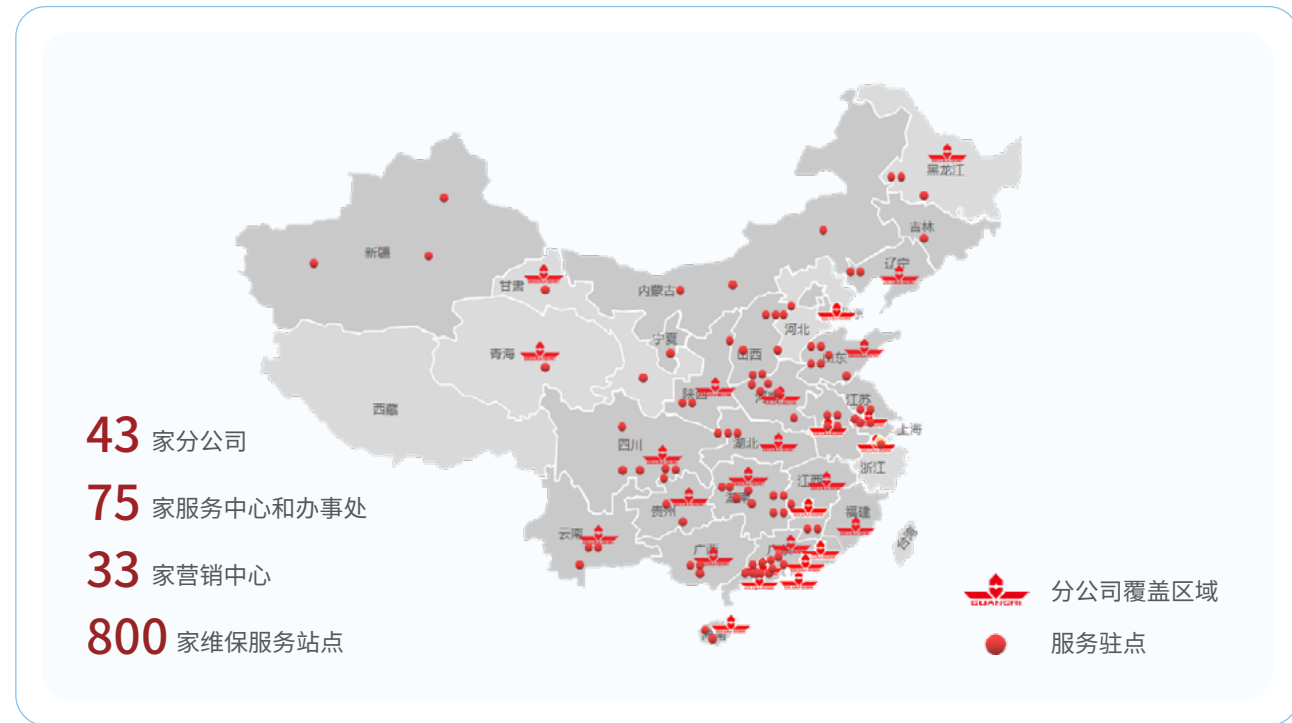 黑龙江
吉林
辽宁
新疆
甘肃
内蒙古
河北
宁夏
青海
山西
山东
陕西
西藏
江苏
上海
四川
湖北
浙江
江西
贵州
福建
云南
广西
台湾
43 家分公司
75 家服务中心和办事处
33 家营销中心
800 家维保服务站点
GUANGRI 分公司覆盖区域
服务驻点